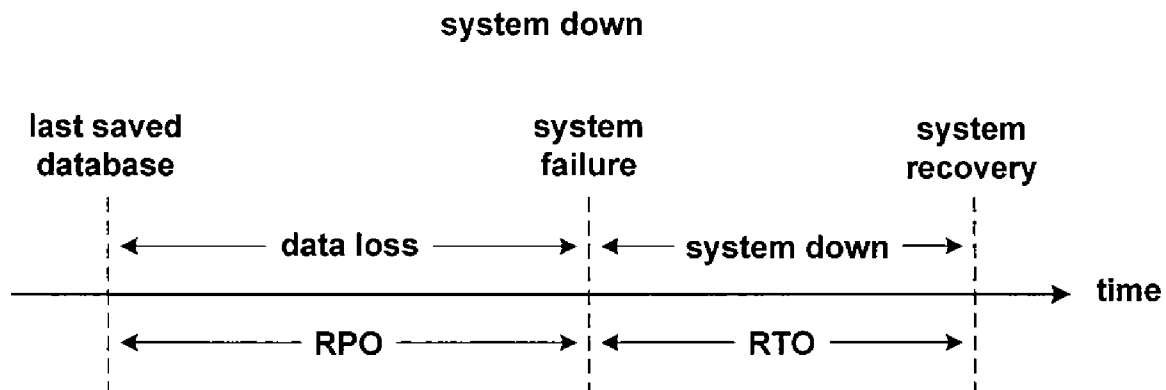 system down
last saved
database
system
failure
system
recovery
data loss
system down
time
RPO
RTO